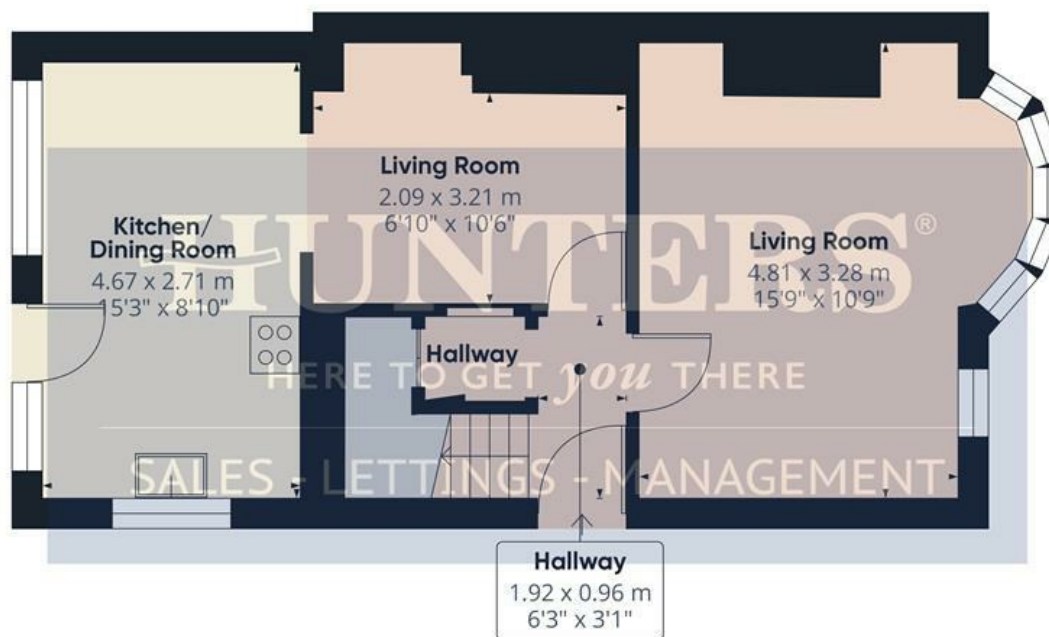 Living Room
2.09 x 3.21 m
6'10" x 10'6"
Kitchen/
Dining Room
4.67 x 2.71 m
15'3" x 8'10"
Living Room
4.81 x 3.28 m
15'9" x 10'9"
HUNTERS®
Hallway
HERE TO GET you THERE
SALES - LETTINGS - MANAGEMENT
Hallway
1.92 x 0.96 m
6'3" x 3'1"